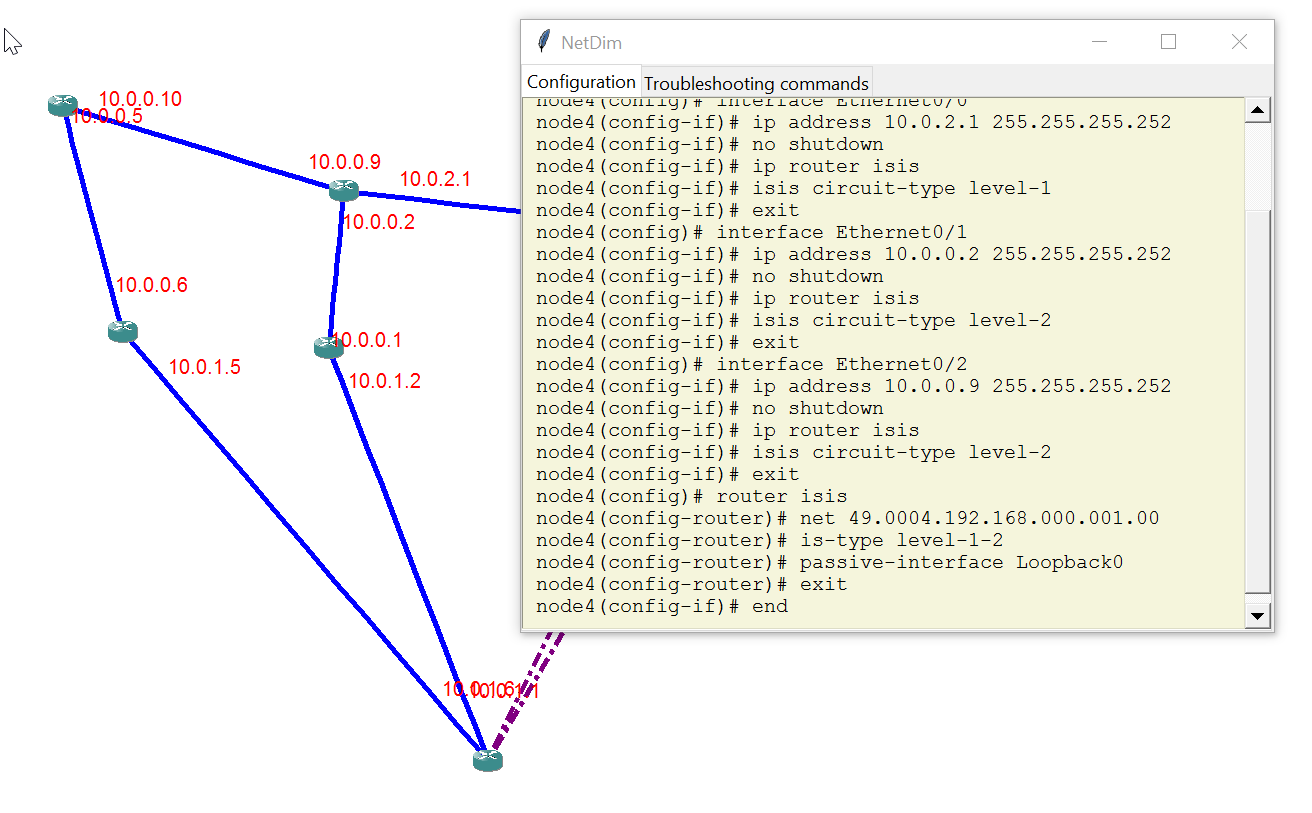 NetDim
Configuration
Troubleshooting commands
node4(config)# interface Ethernet0/0
node4(config-if)# ip address 10.0.2.1 255.255.255.252
node4(config-if)# no shutdown
node4(config-if)# ip router isis
node4(config-if)# isis circuit-type level-1
node4(config-if)# exit
node4(config)# interface Ethernet0/1
node4(config-if)# ip address 10.0.0.2 255.255.255.252
node4(config-if)# no shutdown
node4(config-if)# ip router isis
node4(config-if)# isis circuit-type level-2
node4(config-if)# exit
node4(config)# interface Ethernet0/2
node4(config-if)# ip address 10.0.0.9 255.255.255.252
node4(config-if)# no shutdown
node4(config-if)# ip router isis
node4(config-if)# isis circuit-type level-2
node4(config-if)# exit
node4(config)# router isis
node4(config-router)# net 49.0004.192.168.000.001.00
node4(config-router)# is-type level-1-2
node4(config-router)# passive-interface Loopback0
node4(config-router)# exit
node4(config-if)# end
10.0.0.10
10.0.0.5
10.0.0.9
10.0.2.1
10.0.0.2
10.0.0.6
10.0.0.1
10.0.1.5
10.0.1.2
10.0.1.6
10.0.1.1